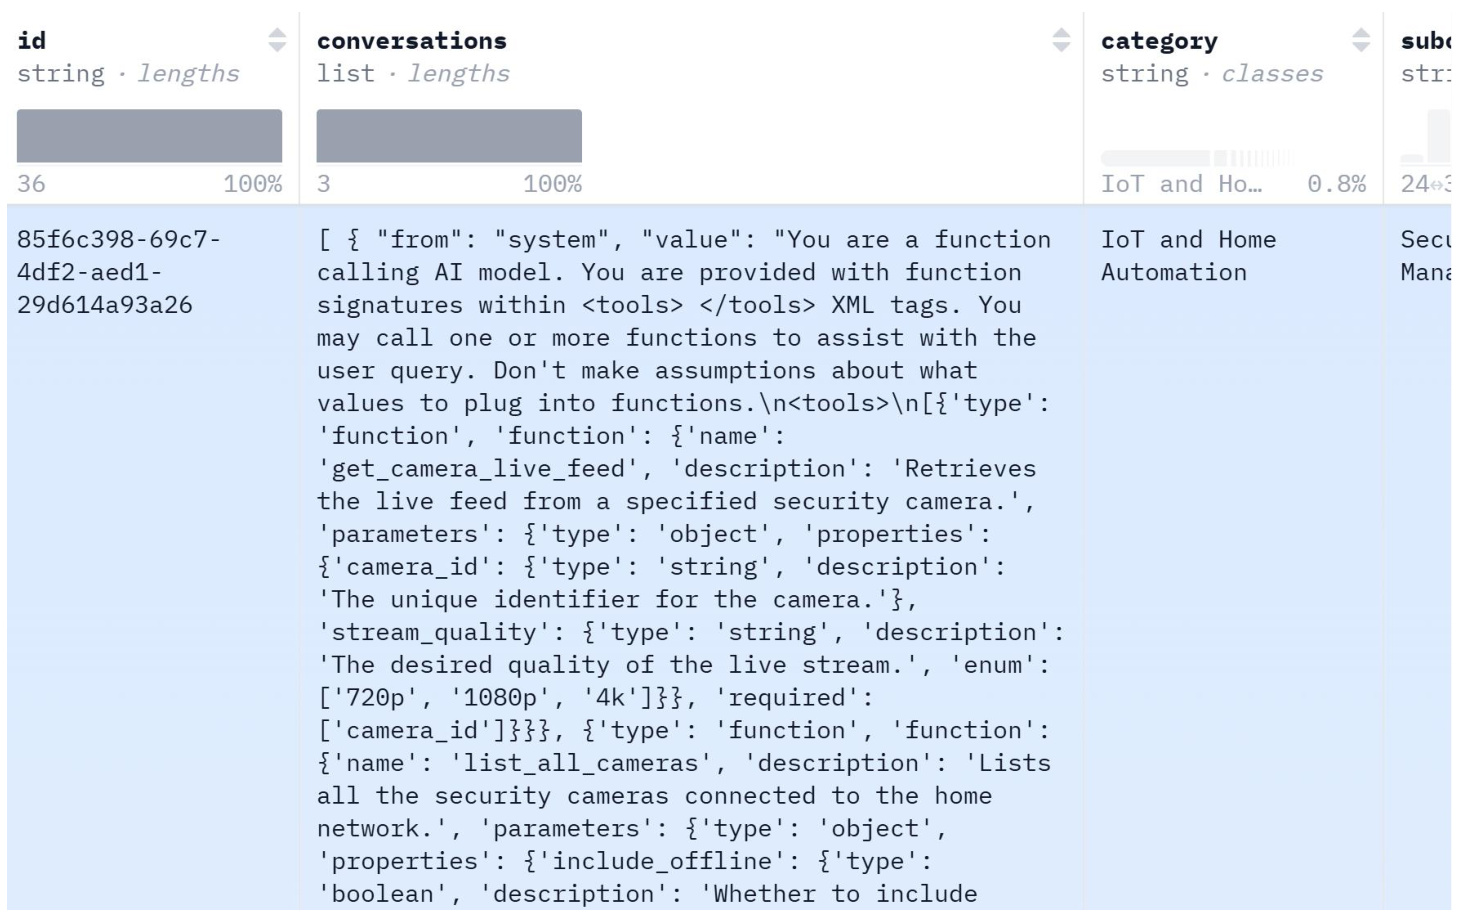 id
string · lengths
36 100%
conversations
list · lengths
3 100%
category
string · classes
IoT and Ho… 0.8%
85f6c398-69c7-
4df2-aed1-
29d614a93a26
[ { "from": "system", "value": "You are a function
calling AI model. You are provided with function
signatures within <tools> </tools> XML tags. You
may call one or more functions to assist with the
user query. Don't make assumptions about what
values to plug into functions.\n<tools>\n[{'type':
'function', 'function': {'name':
'get_camera_live_feed', 'description': 'Retrieves
the live feed from a specified security camera.',
'parameters': {'type': 'object', 'properties':
{'camera_id': {'type': 'string', 'description':
'The unique identifier for the camera.'},
'stream_quality': {'type': 'string', 'description':
'The desired quality of the live stream.', 'enum':
['720p', '1080p', '4k']}}, 'required':
['camera_id']}}}, {'type': 'function', 'function':
{'name': 'list_all_cameras', 'description': 'Lists
all the security cameras connected to the home
network.', 'parameters': {'type': 'object',
'properties': {'include_offline': {'type':
'boolean', 'description': 'Whether to include
IoT and Home
Automation